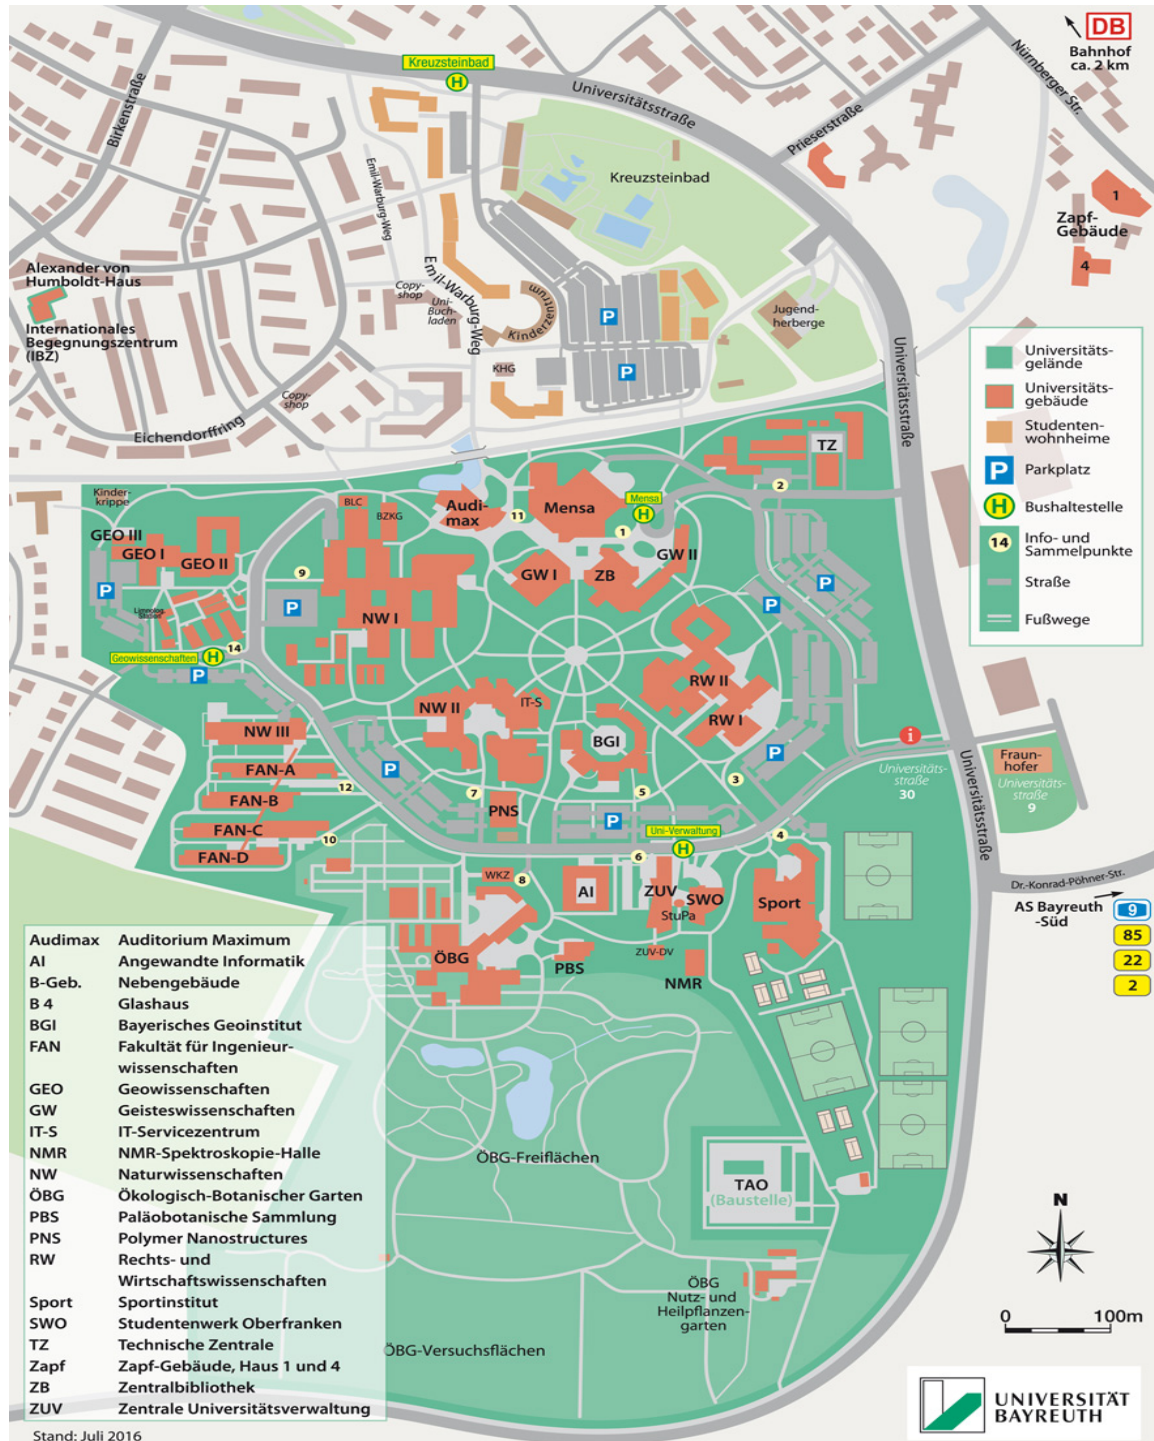 DB
Bahnhof
ca. 2 km
Kreuzsteinbad
H
Universitätsstraße
Nürnberger Str.
Birkenstraße
Prieserstraße
Emil-Warburg-Weg
Kreuzsteinbad
1
Zapf-
Gebäude
4
Alexander von
Humboldt-Haus
Internationales
Begegnungszentrum
(IBZ)
Copy-
shop
Uni-
Buch-
laden
Emil-Warburg-Weg
Kinderzentrum
P
Jugend-
herberge
Universitätsstraße
KHG
P
Copy-
shop
Eichendorffring
Universitäts-
gelände
Universitäts-
gebäude
Studenten-
wohnheime
P
Parkplatz
H
Bushaltestelle
14
Info- und
Sammelpunkte
Straße
Fußwege
TZ
2
Kinder-
krippe
BLC
BZKG
Audi-
max
11
Mensa
Mensa
H
1
GEO III
GEO I
GEO II
9
GW I
ZB
GW II
P
P
P
P
NW I
14
Geowissenschaften
H
P
RW II
RW I
NW II
IT-S
BGI
NW III
i
P
P
3
Universitäts-
straße
30
Universitätsstraße
Fraun-
hofer
Universitäts-
straße
9
FAN-A
12
FAN-B
FAN-C
10
FAN-D
7
PNS
5
P
Uni-Verwaltung
H
4
6
WKZ
8
AI
ZUV
SWO
StuPa
Sport
Dr.-Konrad-Pöhner-Str.
AS Bayreuth
-Süd
9
85
22
2
ÖBG
PBS
ZUV-DV
NMR
Audimax Auditorium Maximum
AI Angewandte Informatik
B-Geb. Nebengebäude
B 4 Glashaus
BGI Bayerisches Geoinstitut
FAN Fakultät für Ingenieur-
wissenschaften
GEO Geowissenschaften
GW Geisteswissenschaften
IT-S IT-Servicezentrum
NMR NMR-Spektroskopie-Halle
NW Naturwissenschaften
ÖBG Ökologisch-Botanischer Garten
PBS Paläobotanische Sammlung
PNS Polymer Nanostructures
RW Rechts- und
Wirtschaftswissenschaften
Sport Sportinstitut
SWO Studentenwerk Oberfranken
TZ Technische Zentrale
Zapf Zapf-Gebäude, Haus 1 und 4
ZB Zentralbibliothek
ZUV Zentrale Universitätsverwaltung
Stand: Juli 2016
ÖBG-Freiflächen
TAO
(Baustelle)
ÖBG
Nutz- und
Heilpflanzen-
garten
ÖBG-Versuchsflächen
N
0 100m
UNIVERSITÄT
BAYREUTH